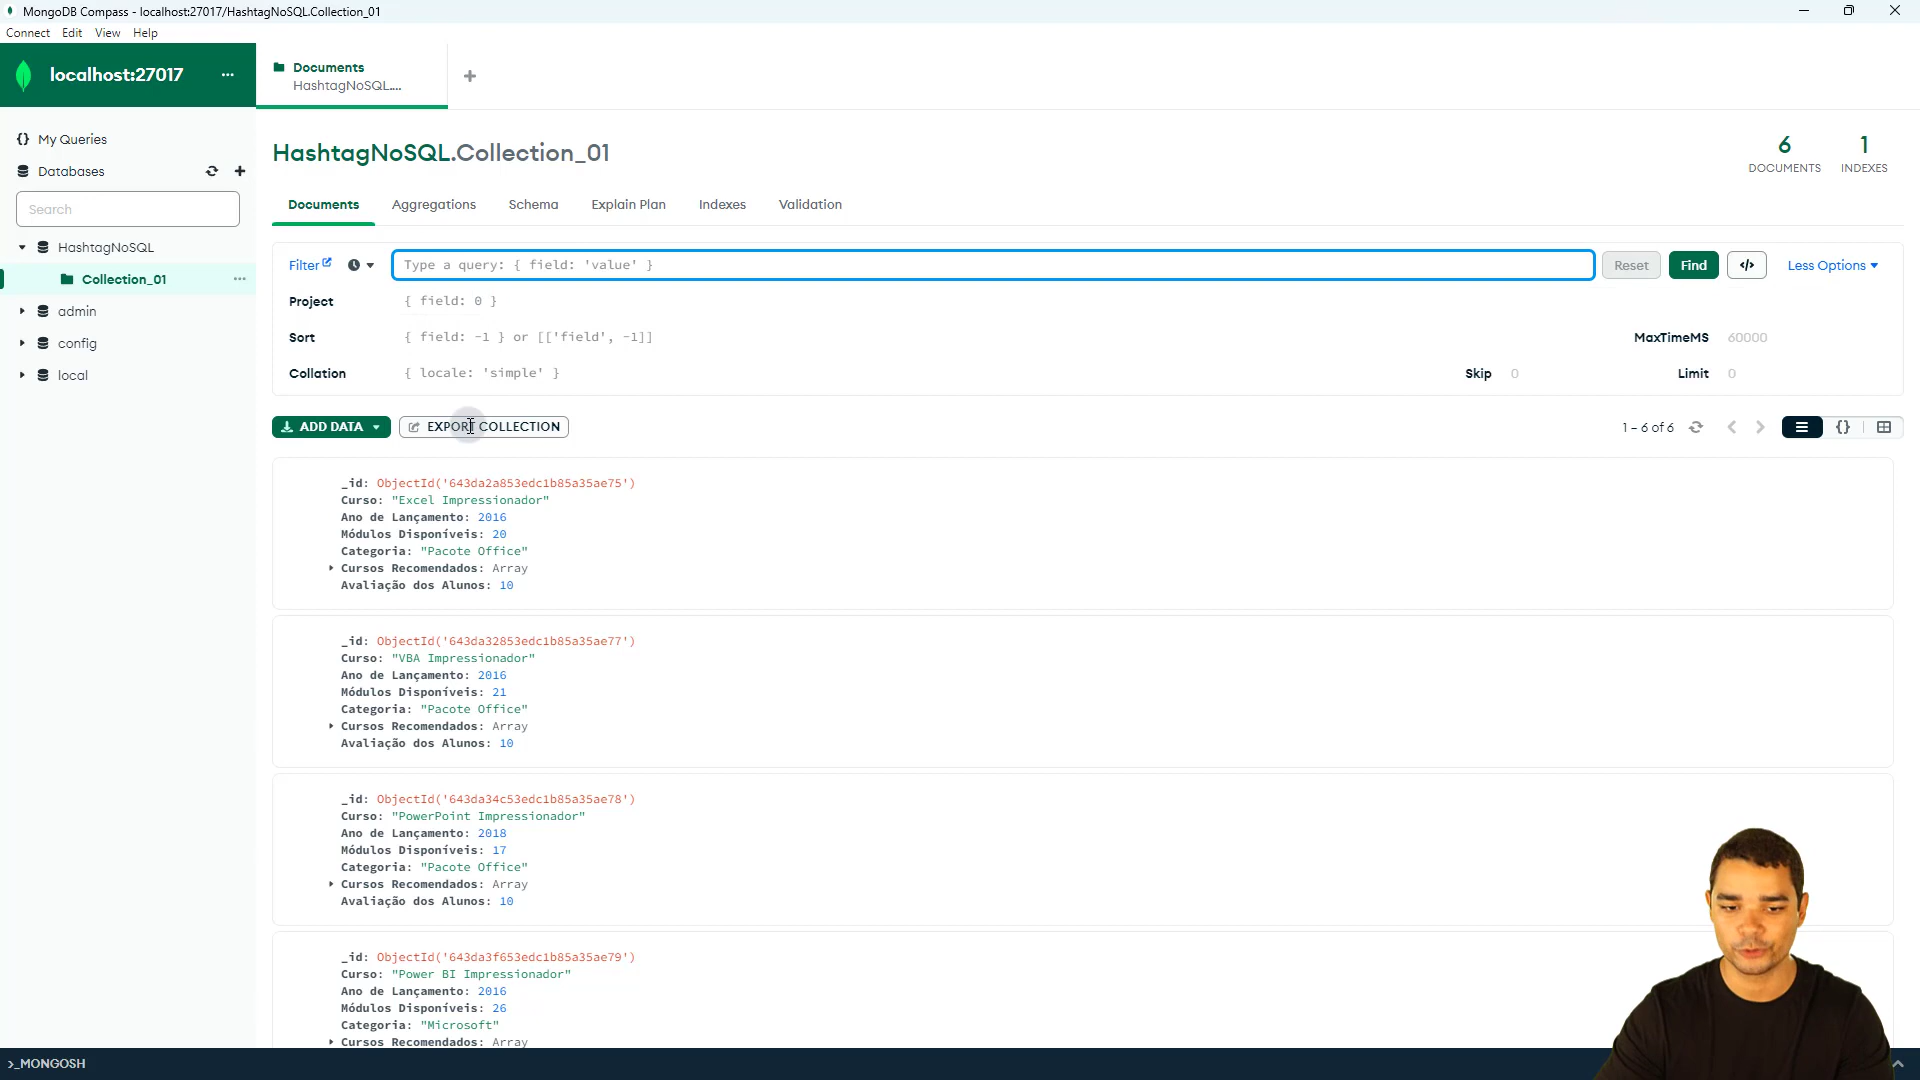 MongoDB Compass - localhost:27017/HashtagNoSQL.Collection_01
Connect Edit View Help
localhost:27017 ...
Documents
HashtagNoSQL....
+
{} My Queries
Databases
Search
HashtagNoSQL
Collection_01 ...
admin
config
local
HashtagNoSQL.Collection_01
6
DOCUMENTS
1
INDEXES
Documents Aggregations Schema Explain Plan Indexes Validation
Filter Type a query: { field: 'value' } Reset Find </> Less Options
Project { field: 0 }
Sort { field: -1 } or [['field', -1]] MaxTimeMS 60000
Collation { locale: 'simple' } Skip 0 Limit 0
ADD DATA EXPORT COLLECTION 1 – 6 of 6 {}
_id: ObjectId('643da2a853edc1b85a35ae75')
Curso: "Excel Impressionador"
Ano de Lançamento: 2016
Módulos Disponíveis: 20
Categoria: "Pacote Office"
Cursos Recomendados: Array
Avaliação dos Alunos: 10
_id: ObjectId('643da32853edc1b85a35ae77')
Curso: "VBA Impressionador"
Ano de Lançamento: 2016
Módulos Disponíveis: 21
Categoria: "Pacote Office"
Cursos Recomendados: Array
Avaliação dos Alunos: 10
_id: ObjectId('643da34c53edc1b85a35ae78')
Curso: "PowerPoint Impressionador"
Ano de Lançamento: 2018
Módulos Disponíveis: 17
Categoria: "Pacote Office"
Cursos Recomendados: Array
Avaliação dos Alunos: 10
_id: ObjectId('643da3f653edc1b85a35ae79')
Curso: "Power BI Impressionador"
Ano de Lançamento: 2016
Módulos Disponíveis: 26
Categoria: "Microsoft"
Cursos Recomendados: Array
>_MONGOSH